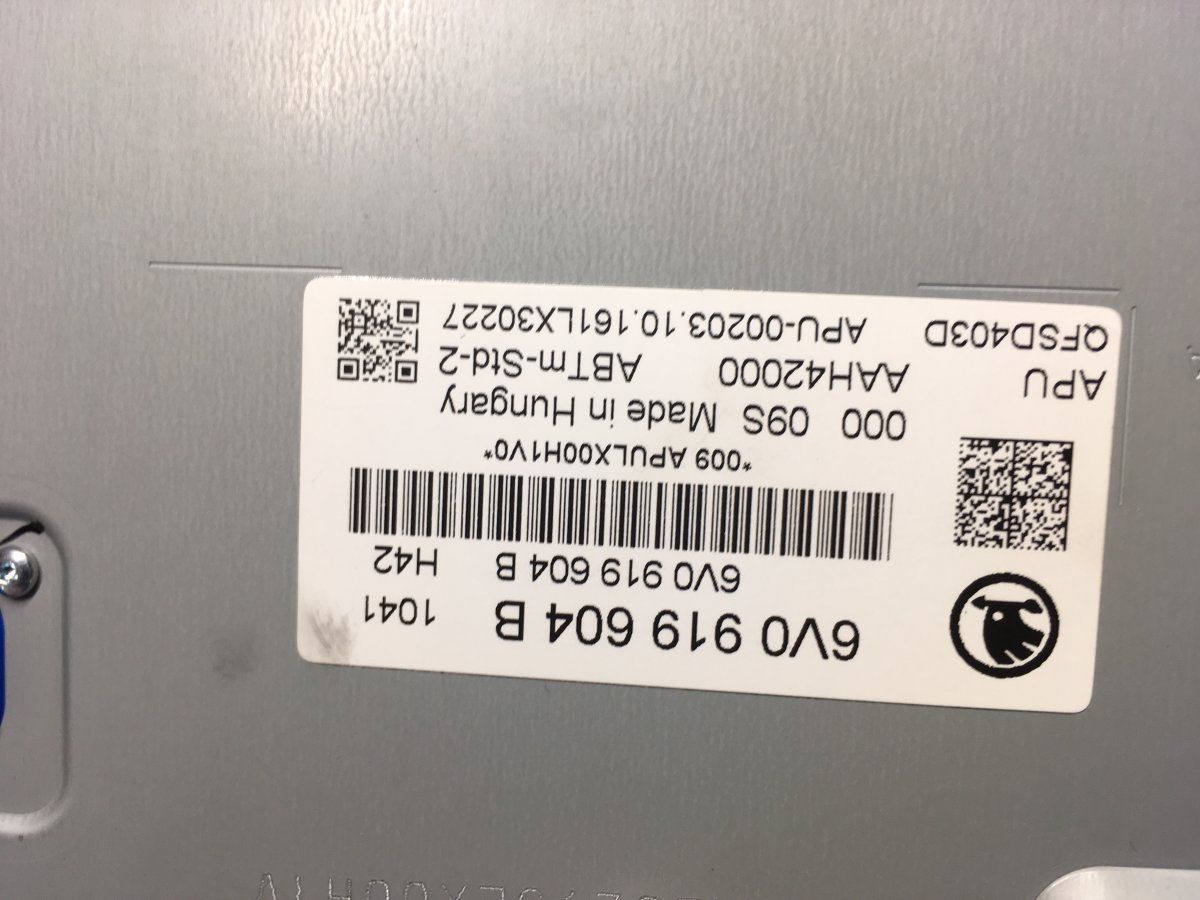 6V0 919 604 B 1041
6V0 919 604 B H42
*009 APULX00H1V0*
000 09S Made in Hungary
APU AAH42000 ABTm-Std-2
QFSD403D APU-00203.10.161LX30227